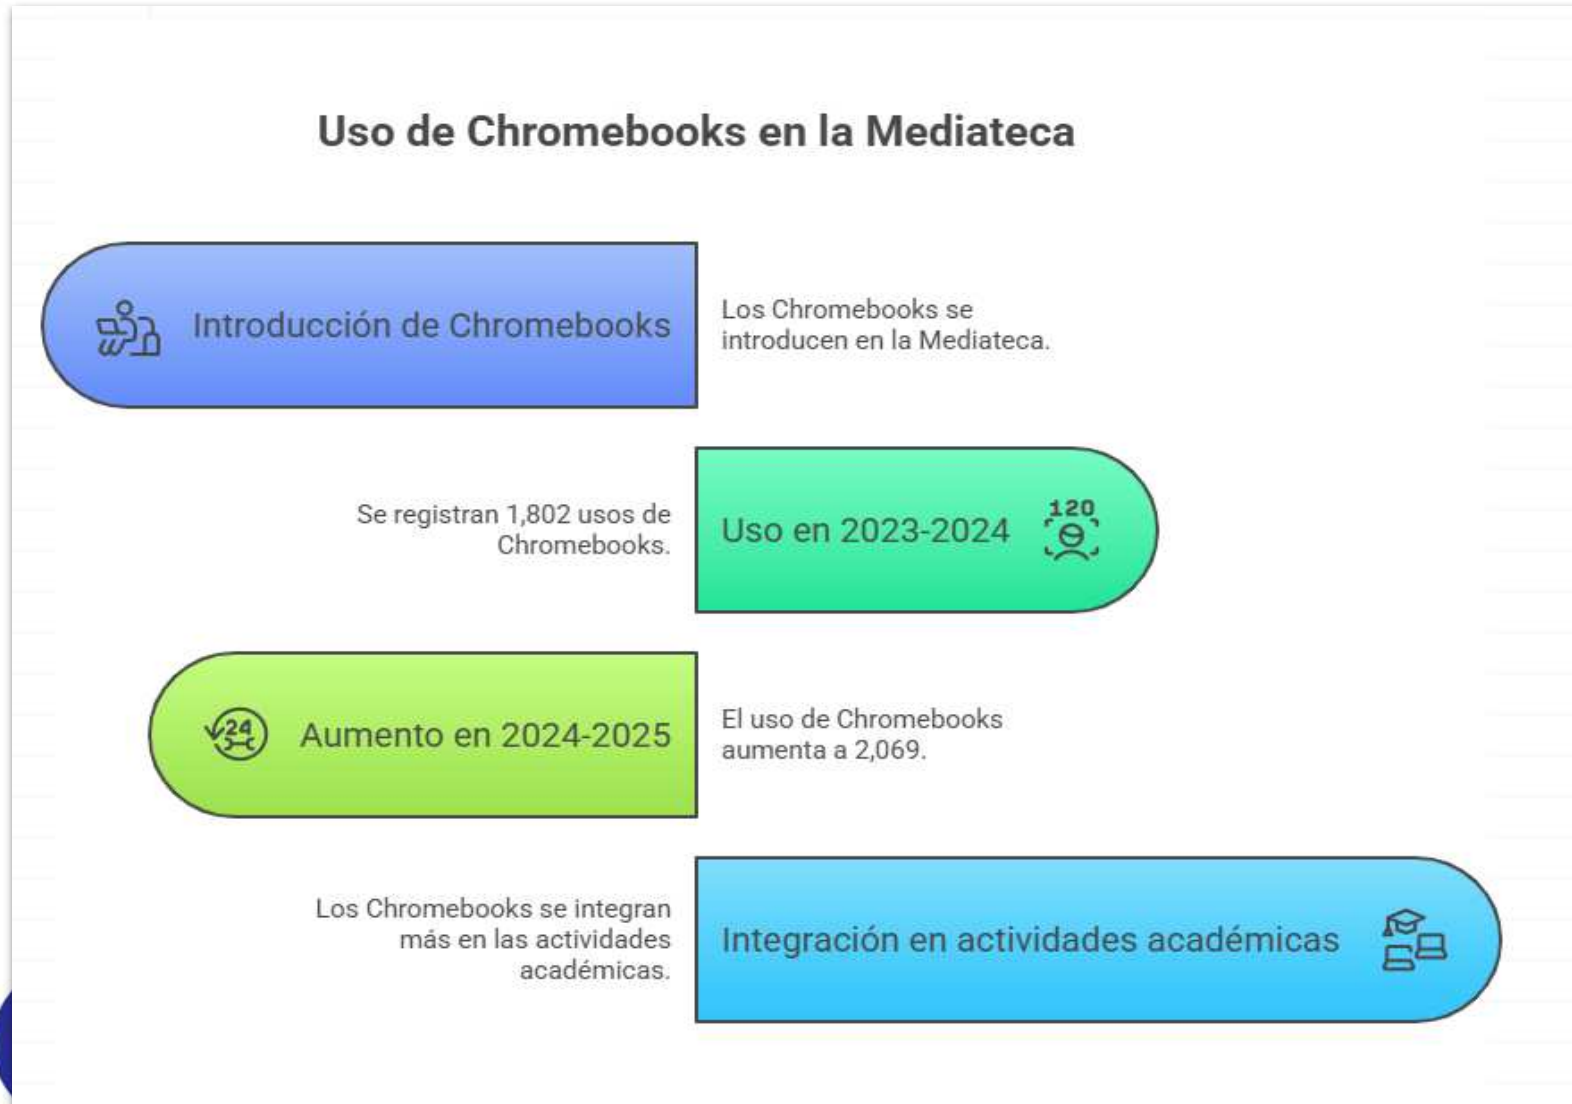 Uso de Chromebooks en la Mediateca
Introducción de Chromebooks
Los Chromebooks se
introducen en la Mediateca.
Se registran 1,802 usos de
Chromebooks.
Uso en 2023-2024
120
Aumento en 2024-2025
24
El uso de Chromebooks
aumenta a 2,069.
Los Chromebooks se integran
más en las actividades
académicas.
Integración en actividades académicas